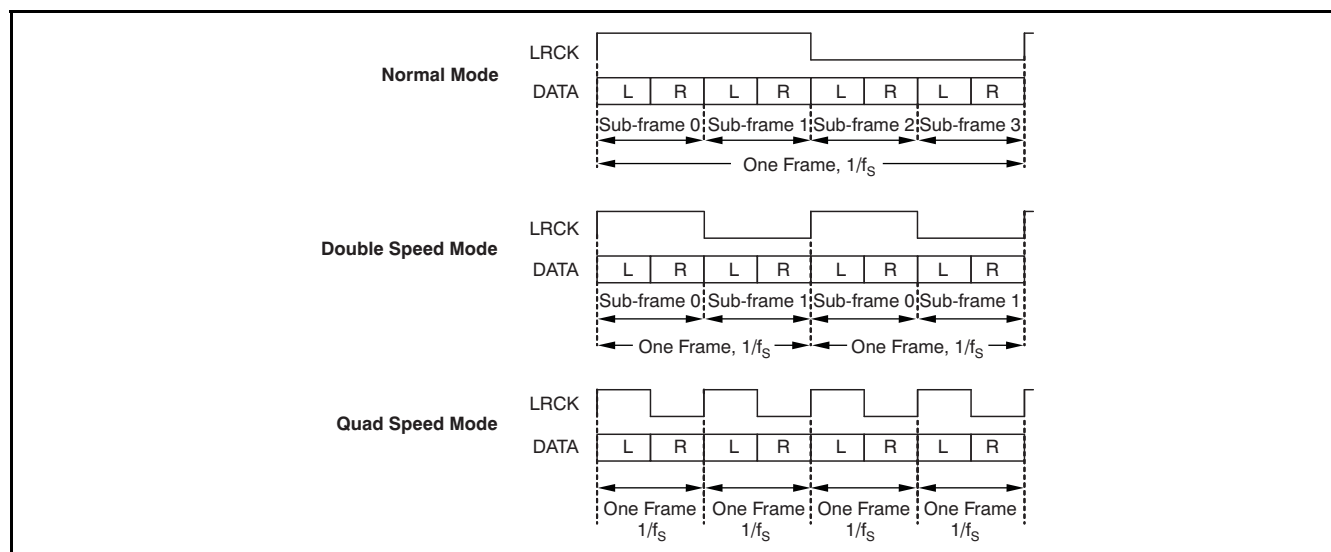 LRCK
Normal Mode
DATA L R L R L R L R
Sub-frame 0 Sub-frame 1 Sub-frame 2 Sub-frame 3
One Frame, 1/fS
LRCK
Double Speed Mode
DATA L R L R L R L R
Sub-frame 0 Sub-frame 1 Sub-frame 0 Sub-frame 1
One Frame, 1/fS One Frame, 1/fS
LRCK
Quad Speed Mode
DATA L R L R L R L R
One Frame One Frame One Frame One Frame
1/fS 1/fS 1/fS 1/fS